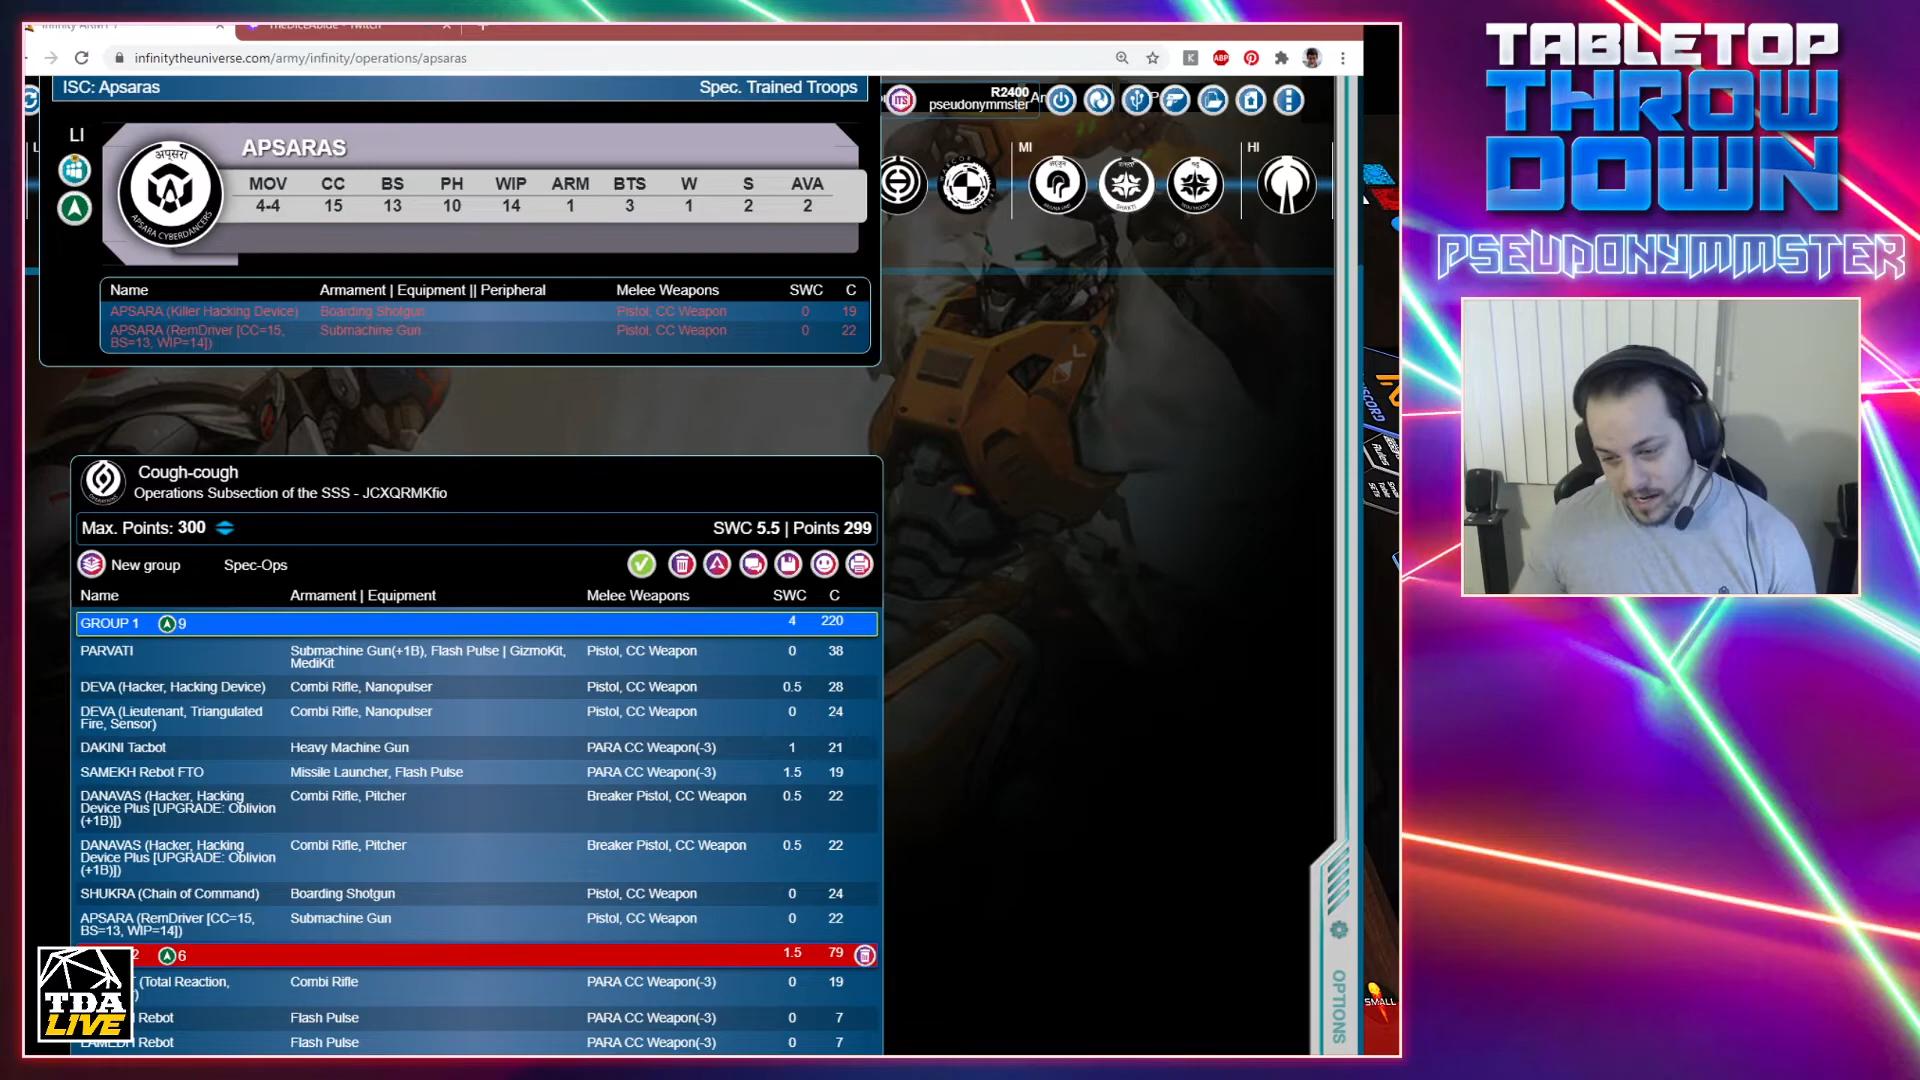 infinitytheuniverse.com/army/infinity/operations/apsaras
ISC: Apsaras
Spec. Trained Troops
R2400
pseudonymmster
ITS
LI
MI
HI
अप्सरा
APSARA CYBERDANCERS
APSARAS
MOV CC BS PH WIP ARM BTS W S AVA
4-4 15 13 10 14 1 3 1 2 2
Name Armament | Equipment || Peripheral Melee Weapons SWC C
APSARA (Killer Hacking Device) Boarding Shotgun Pistol, CC Weapon 0 19
APSARA (RemDriver [CC=15, Submachine Gun Pistol, CC Weapon 0 22
BS=13, WIP=14])
Cough-cough
Operations Subsection of the SSS - JCXQRMKfio
Max. Points: 300
SWC 5.5 | Points 299
New group
Spec-Ops
Name Armament | Equipment Melee Weapons SWC C
GROUP 1 9 4 220
PARVATI Submachine Gun(+1B), Flash Pulse | GizmoKit, Pistol, CC Weapon 0 38
MediKit
DEVA (Hacker, Hacking Device) Combi Rifle, Nanopulser Pistol, CC Weapon 0.5 28
DEVA (Lieutenant, Triangulated Combi Rifle, Nanopulser Pistol, CC Weapon 0 24
Fire, Sensor)
DAKINI Tacbot Heavy Machine Gun PARA CC Weapon(-3) 1 21
SAMEKH Rebot FTO Missile Launcher, Flash Pulse PARA CC Weapon(-3) 1.5 19
DANAVAS (Hacker, Hacking Combi Rifle, Pitcher Breaker Pistol, CC Weapon 0.5 22
Device Plus [UPGRADE: Oblivion
(+1B)])
DANAVAS (Hacker, Hacking Combi Rifle, Pitcher Breaker Pistol, CC Weapon 0.5 22
Device Plus [UPGRADE: Oblivion
(+1B)])
SHUKRA (Chain of Command) Boarding Shotgun Pistol, CC Weapon 0 24
APSARA (RemDriver [CC=15, Submachine Gun Pistol, CC Weapon 0 22
BS=13, WIP=14])
2 6 1.5 79
(Total Reaction, Combi Rifle PARA CC Weapon(-3) 0 19
Rebot Flash Pulse PARA CC Weapon(-3) 0 7
LAMEDH Rebot Flash Pulse PARA CC Weapon(-3) 0 7
TDA
LIVE
OPTIONS
DISCORD
Rules
SMALL
ABP
TABLETOP
THROW
DOWN
PSEUDONYMMSTER